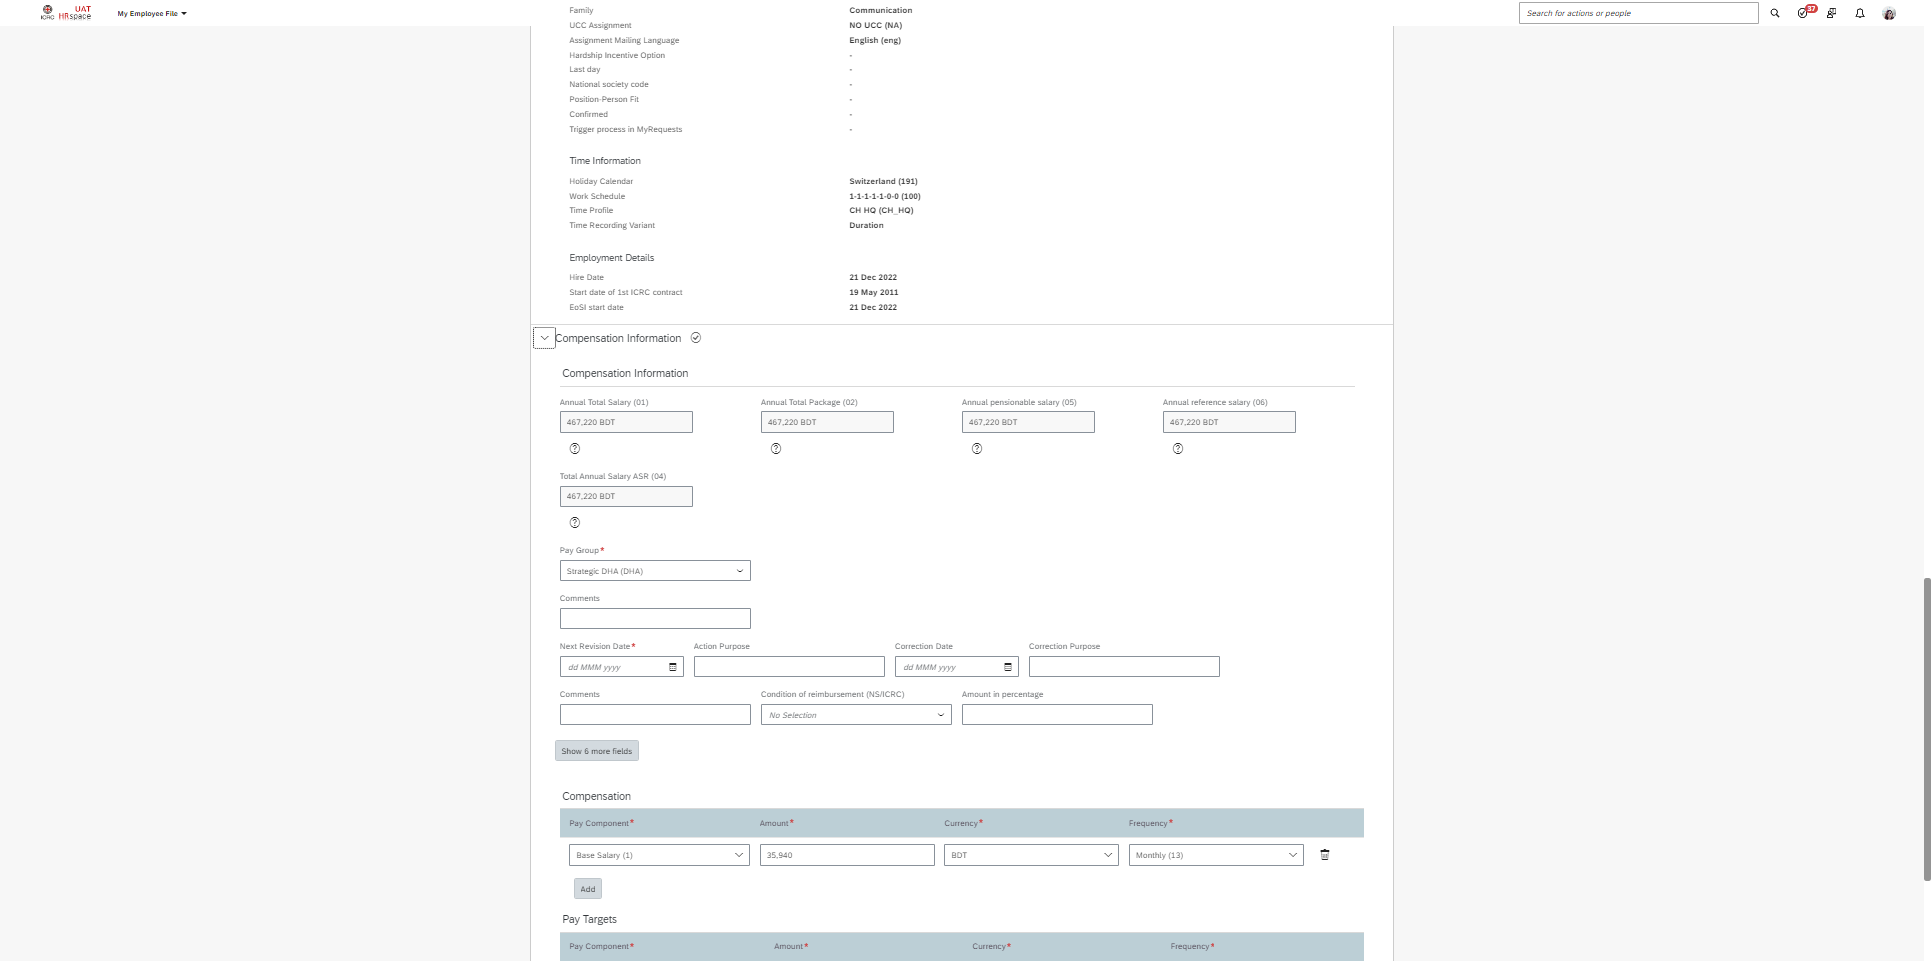 ICRC
UAT
HRspace
My Employee File
Search for actions or people
37
Family Communication
UCC Assignment NO UCC (NA)
Assignment Mailing Language English (eng)
Hardship Incentive Option -
Last day -
National society code -
Position-Person Fit -
Confirmed -
Trigger process in MyRequests -
Time Information
Holiday Calendar Switzerland (191)
Work Schedule 1-1-1-1-1-0-0 (100)
Time Profile CH HQ (CH_HQ)
Time Recording Variant Duration
Employment Details
Hire Date 21 Dec 2022
Start date of 1st ICRC contract 19 May 2011
EoSI start date 21 Dec 2022
Compensation Information
Compensation Information
Annual Total Salary (01) Annual Total Package (02) Annual pensionable salary (05) Annual reference salary (06)
467,220 BDT 467,220 BDT 467,220 BDT 467,220 BDT
Total Annual Salary ASR (04)
467,220 BDT
Pay Group*
Strategic DHA (DHA)
Comments
Next Revision Date* Action Purpose Correction Date Correction Purpose
dd MMM yyyy dd MMM yyyy
Comments Condition of reimbursement (NS/ICRC) Amount in percentage
No Selection
Show 6 more fields
Compensation
Pay Component* Amount* Currency* Frequency*
Base Salary (1) 35,940 BDT Monthly (13)
Add
Pay Targets
Pay Component* Amount* Currency* Frequency*